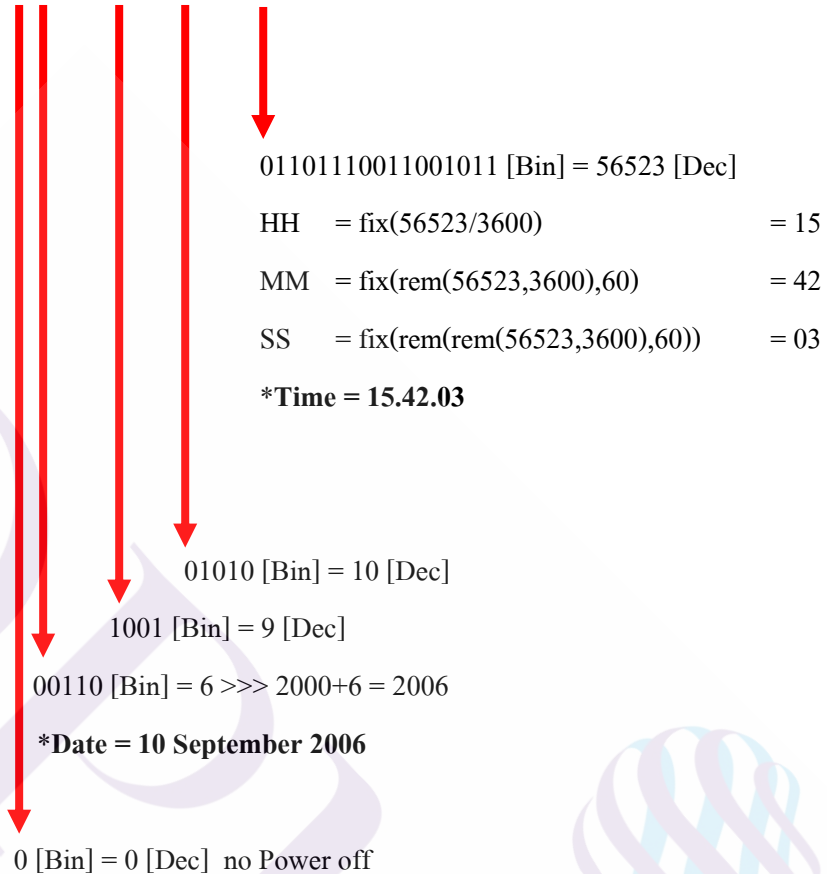 01101110011001011 [Bin] = 56523 [Dec]
HH = fix(56523/3600) = 15
MM = fix(rem(56523,3600),60) = 42
SS = fix(rem(rem(56523,3600),60)) = 03
*Time = 15.42.03
01010 [Bin] = 10 [Dec]
1001 [Bin] = 9 [Dec]
00110 [Bin] = 6 >>> 2000+6 = 2006
*Date = 10 September 2006
0 [Bin] = 0 [Dec] no Power off